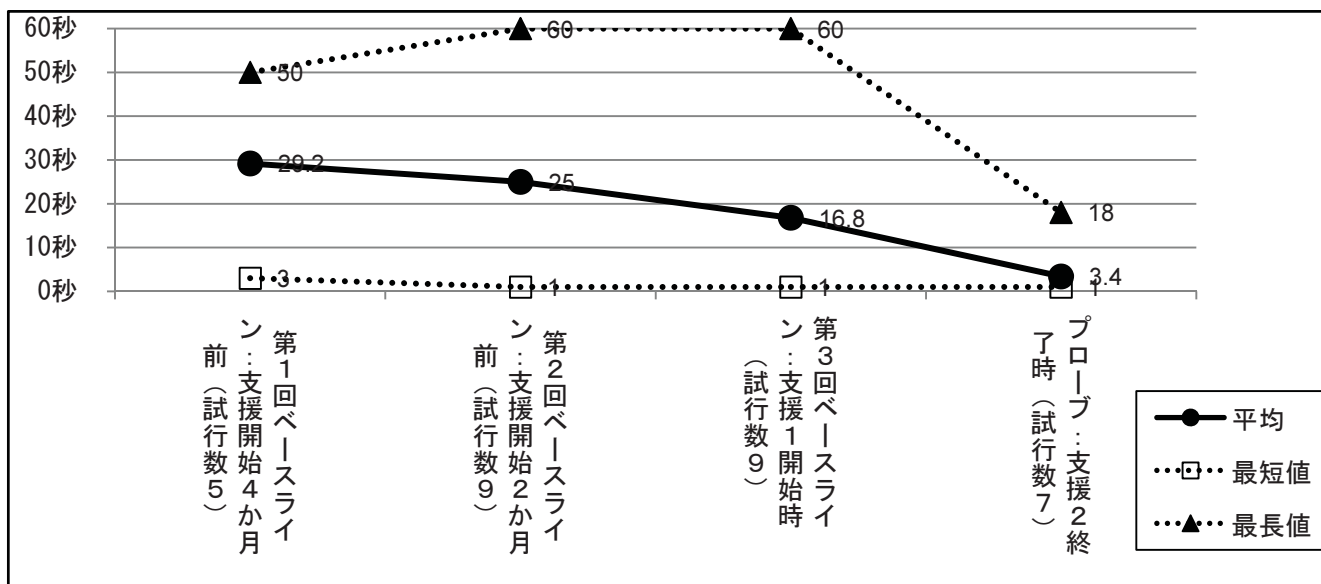 60秒
50秒
40秒
30秒
20秒
10秒
0秒
50
60
60
18
29.2
25
16.8
3.4
3
1
1
1
第１回ベースライ
ン：支援開始４か月
前（試行数５）
第２回ベースライ
ン：支援開始２か月
前（試行数９）
第３回ベースライ
ン：支援１開始時
（試行数９）
プローブ：支援２終
了時（試行数７）
平均
最短値
最長値